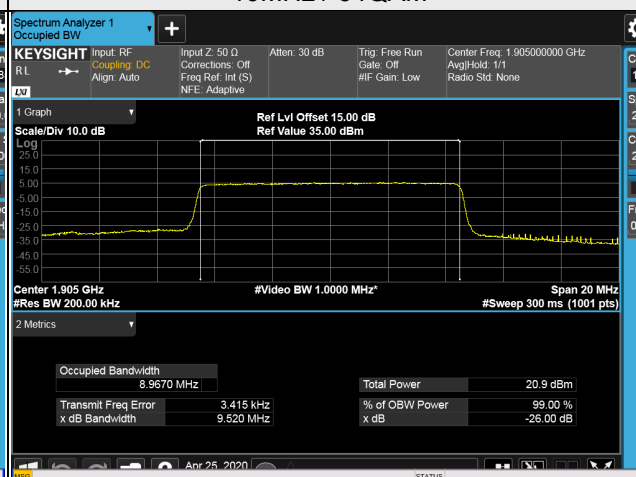 Spectrum Analyzer 1
Occupied BW
KEYSIGHT
RL
LXI
Input: RF
Coupling: DC
Align: Auto
Input Z: 50 Ω
Corrections: Off
Freq Ref: Int (S)
NFE: Adaptive
Atten: 30 dB
Trig: Free Run
Gate: Off
#IF Gain: Low
Center Freq: 1.905000000 GHz
Avg|Hold: 1/1
Radio Std: None
1 Graph
Scale/Div 10.0 dB
Ref Lvl Offset 15.00 dB
Ref Value 35.00 dBm
Log
25.0
15.0
5.00
-5.00
-15.0
-25.0
-35.0
-45.0
-55.0
Center 1.905 GHz
#Res BW 200.00 kHz
#Video BW 1.0000 MHz*
Span 20 MHz
#Sweep 300 ms (1001 pts)
2 Metrics
Occupied Bandwidth
8.9670 MHz
Total Power 20.9 dBm
Transmit Freq Error 3.415 kHz
% of OBW Power 99.00 %
x dB Bandwidth 9.520 MHz
x dB -26.00 dB
Apr 25, 2020
MSG
STATUS